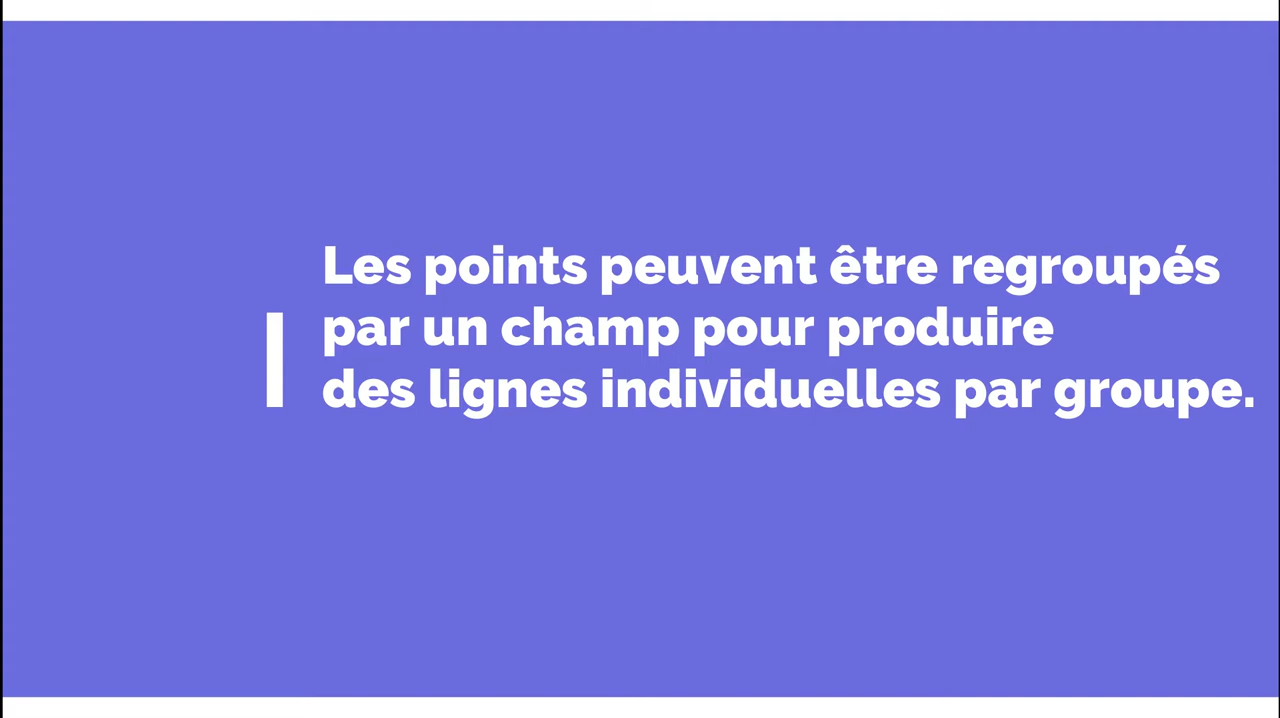 Les points peuvent être regroupés
par un champ pour produire
des lignes individuelles par groupe.